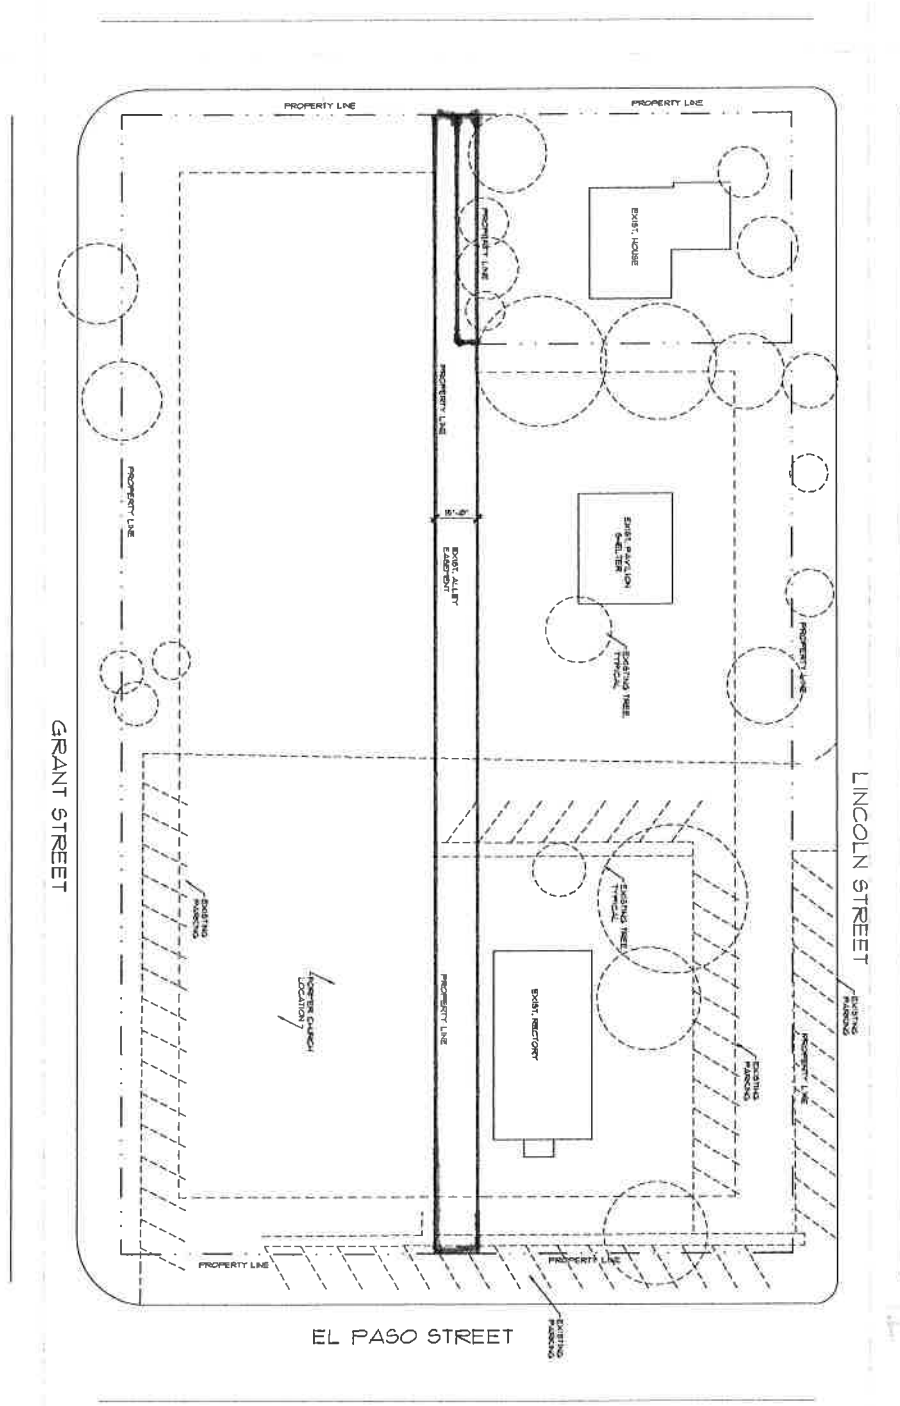 PROPERTY LINE
PROPERTY LINE
PROPERTY LINE
EXIST. HOUSE
PROPERTY LINE
PROPERTY LINE
EXIST. PAVILION
SHELTER
EXIST. ALLEY
EASEMENT
EXISTING TREE,
TYPICAL
PROPERTY LINE
GRANT STREET
LINCOLN STREET
EXISTING
PARKING
EXISTING TREE,
TYPICAL
FORMER CHURCH
LOCATION ?
PROPERTY LINE
EXIST. RECTORY
EXISTING
PARKING
EXISTING
PARKING
PROPERTY LINE
PROPERTY LINE
PROPERTY LINE
EXISTING
PARKING
EL PASO STREET